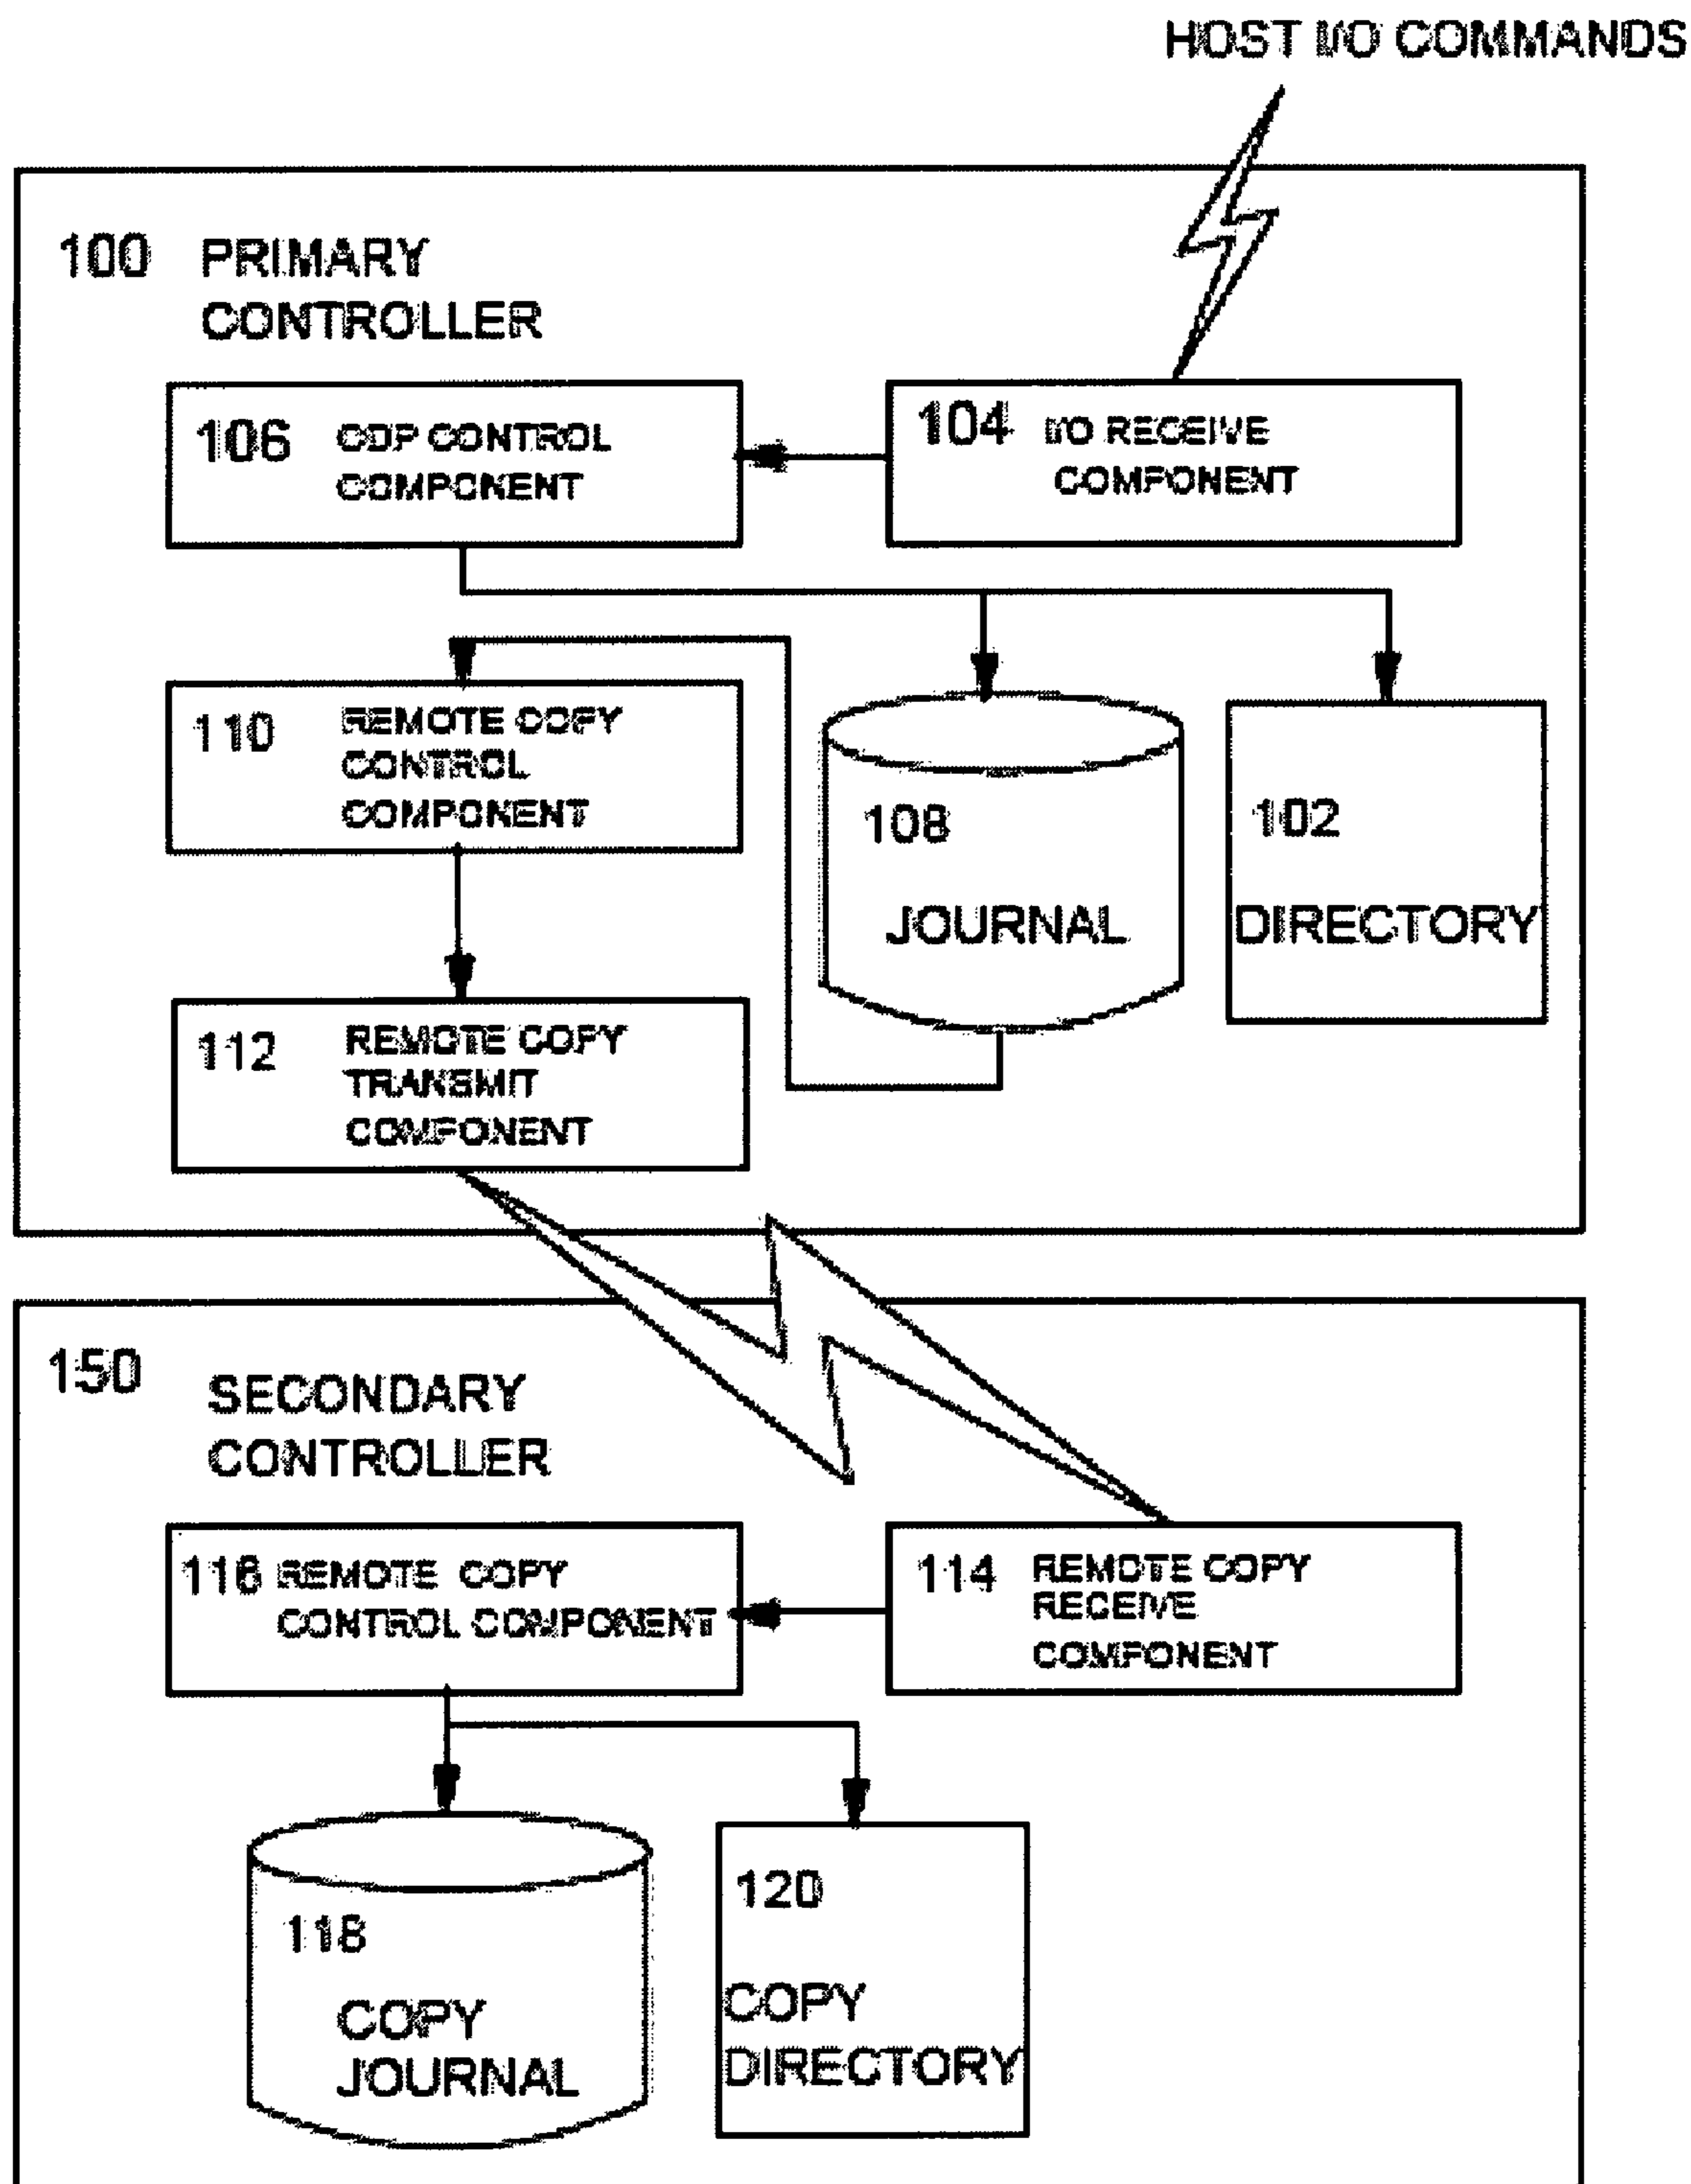 HOST I/O COMMANDS
100 PRIMARY
CONTROLLER
106 CDP CONTROL
COMPONENT
104 I/O RECEIVE
COMPONENT
110 REMOTE COPY
CONTROL
COMPONENT
108
JOURNAL
102
DIRECTORY
112 REMOTE COPY
TRANSMIT
COMPONENT
150 SECONDARY
CONTROLLER
116 REMOTE COPY
CONTROL COMPONENT
114 REMOTE COPY
RECEIVE
COMPONENT
118
COPY
JOURNAL
120
COPY
DIRECTORY